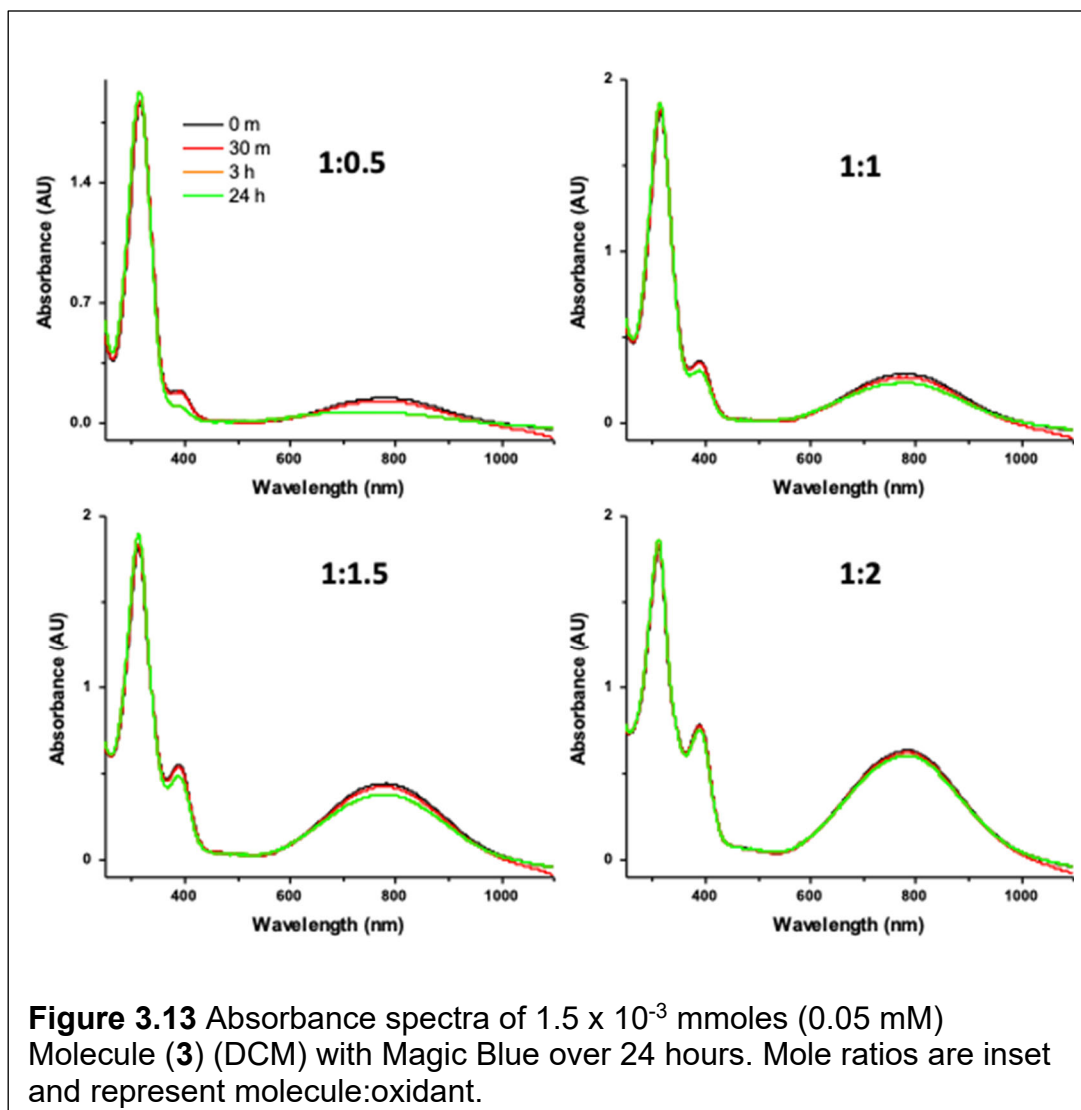 0 m
30 m
3 h
24 h
1:0.5
Absorbance (AU)
1.4
0.7
0.0
400 600 800 1000
Wavelength (nm)
1:1
Absorbance (AU)
2
1
0
400 600 800 1000
Wavelength (nm)
1:1.5
Absorbance (AU)
2
1
0
400 600 800 1000
Wavelength (nm)
1:2
Absorbance (AU)
2
1
0
400 600 800 1000
Wavelength (nm)
Figure 3.13 Absorbance spectra of 1.5 x 10⁻³ mmoles (0.05 mM)
Molecule (3) (DCM) with Magic Blue over 24 hours. Mole ratios are inset
and represent molecule:oxidant.